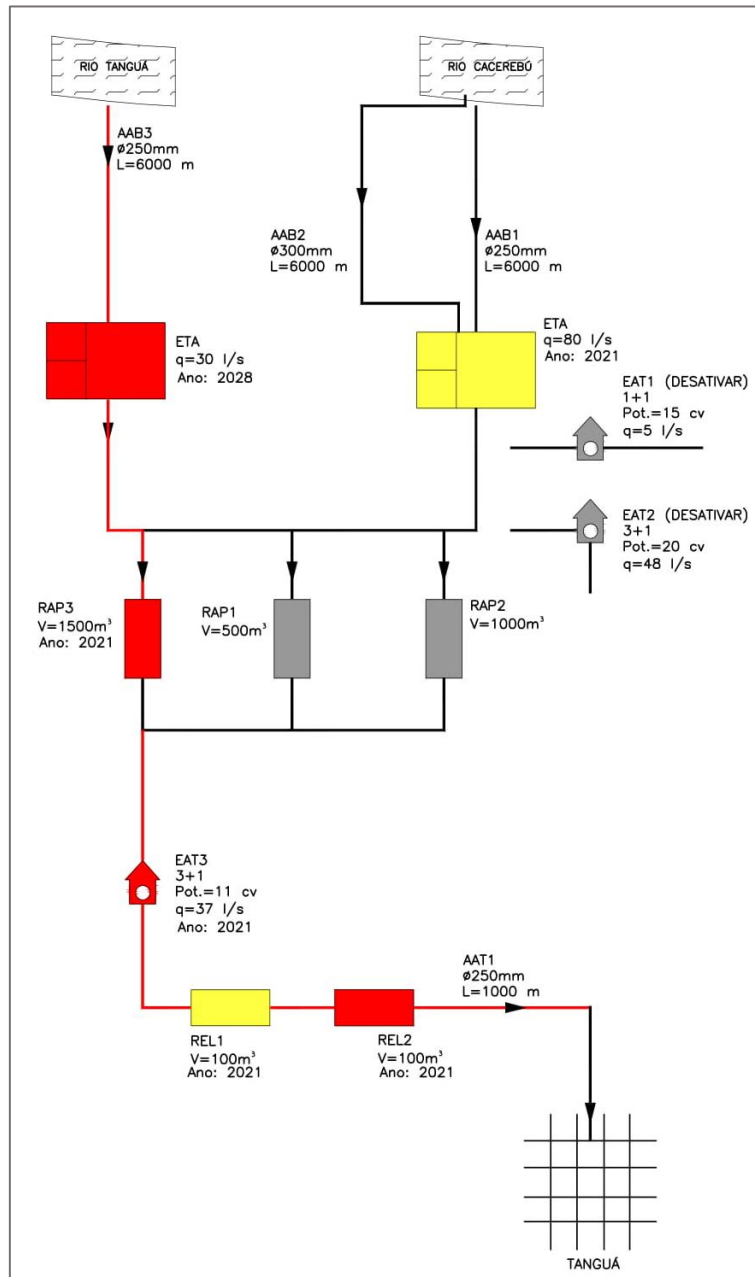 RIO TANGUÁ
RIO CACEREBÚ
AAB3
ø250mm
L=6000 m
AAB2
ø300mm
L=6000 m
AAB1
ø250mm
L=6000 m
ETA
q=30 l/s
Ano: 2028
ETA
q=80 l/s
Ano: 2021
EAT1 (DESATIVAR)
1+1
Pot.=15 cv
q=5 l/s
EAT2 (DESATIVAR)
3+1
Pot.=20 cv
q=48 l/s
RAP3
V=1500m³
Ano: 2021
RAP1
V=500m³
RAP2
V=1000m³
EAT3
3+1
Pot.=11 cv
q=37 l/s
Ano: 2021
AAT1
ø250mm
L=1000 m
REL1
V=100m³
Ano: 2021
REL2
V=100m³
Ano: 2021
TANGUÁ